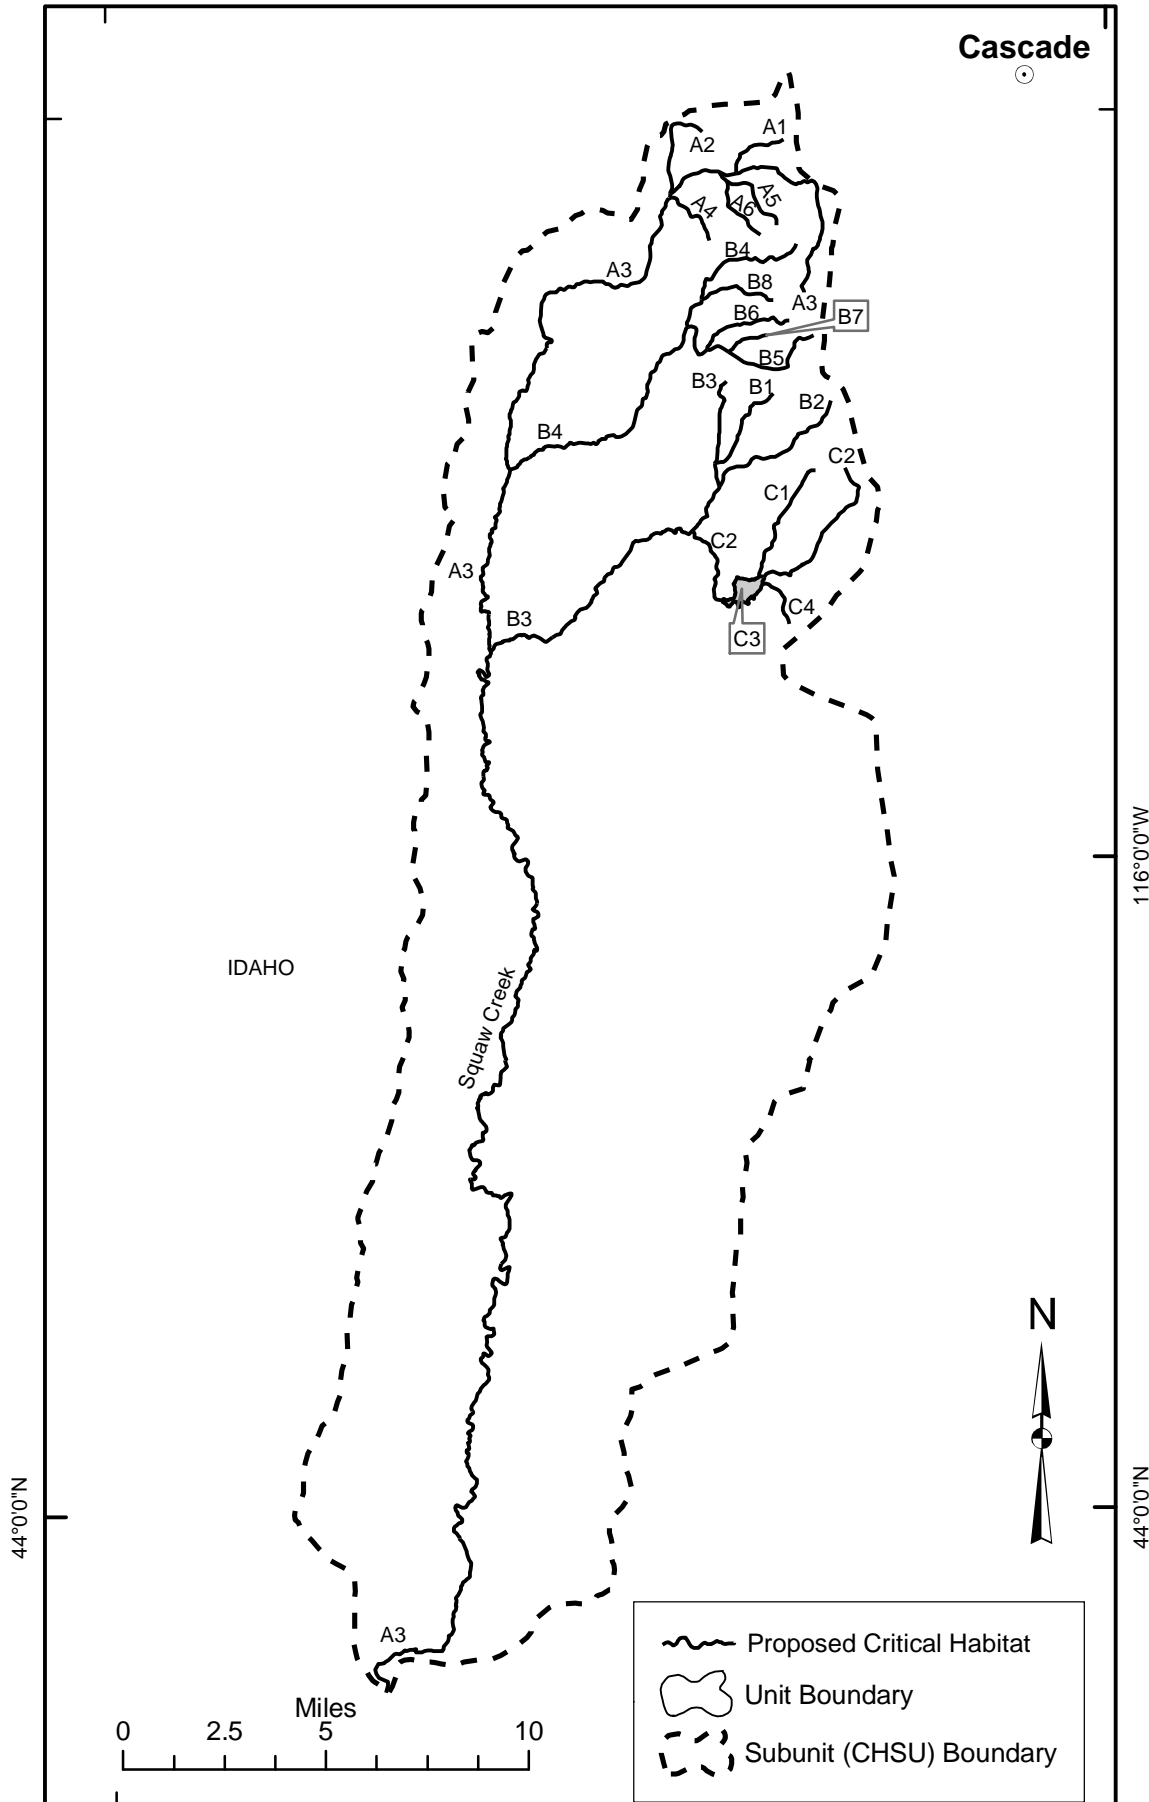 Cascade
A1
A2
A5
A6
A4
B4
A3
B8
A3
B6
B7
B5
B3
B1
B2
B4
C2
C1
C2
A3
C4
B3
C3
116°0'0"W
IDAHO
Squaw Creek
N
44°0'0"N
44°0'0"N
A3
Miles
0 2.5 5 10
Proposed Critical Habitat
Unit Boundary
Subunit (CHSU) Boundary